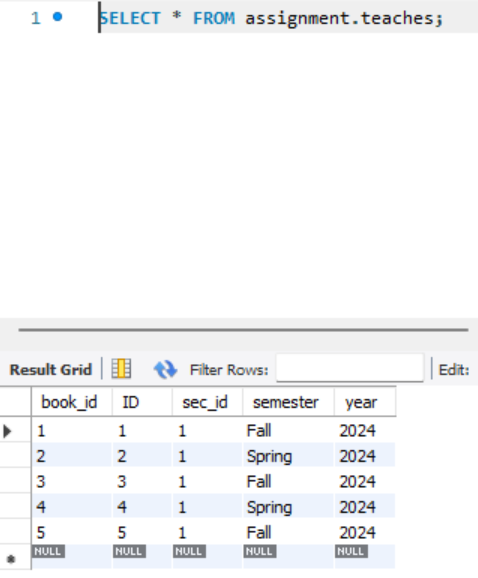 1 SELECT * FROM assignment.teaches;
Result Grid Filter Rows: Edit:
book_id ID sec_id semester year
1 1 1 Fall 2024
2 2 1 Spring 2024
3 3 1 Fall 2024
4 4 1 Spring 2024
5 5 1 Fall 2024
NULL NULL NULL NULL NULL